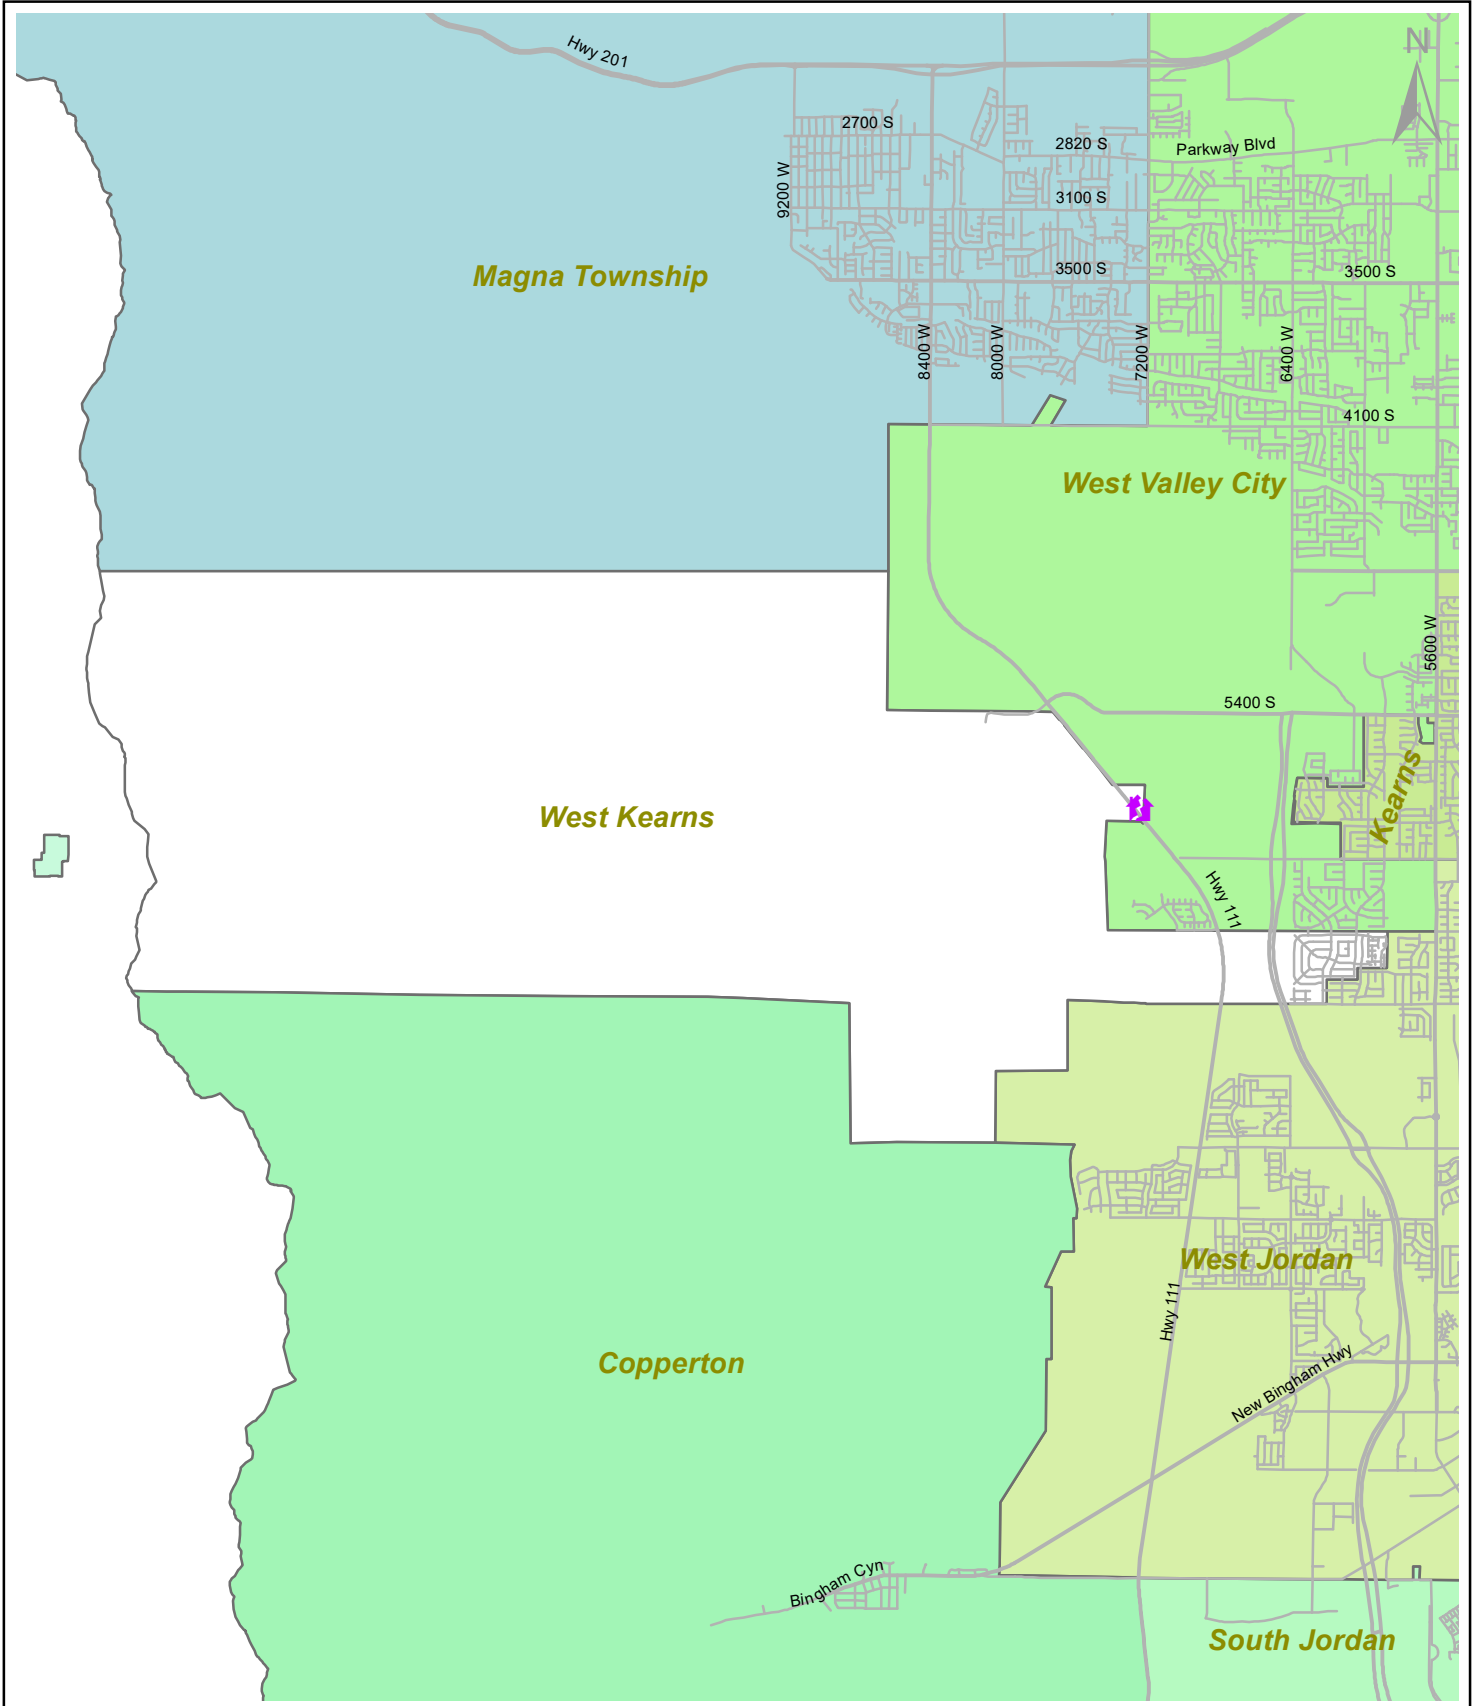 N
Hwy 201
2700 S
2820 S
Parkway Blvd
9200 W
3100 S
3500 S
3500 S
Magna Township
8400 W
8000 W
7200 W
6400 W
4100 S
West Valley City
5600 W
5400 S
Kearns
West Kearns
Hwy 111
West Jordan
Hwy 111
Copperton
New Bingham Hwy
Bingham Cyn
South Jordan